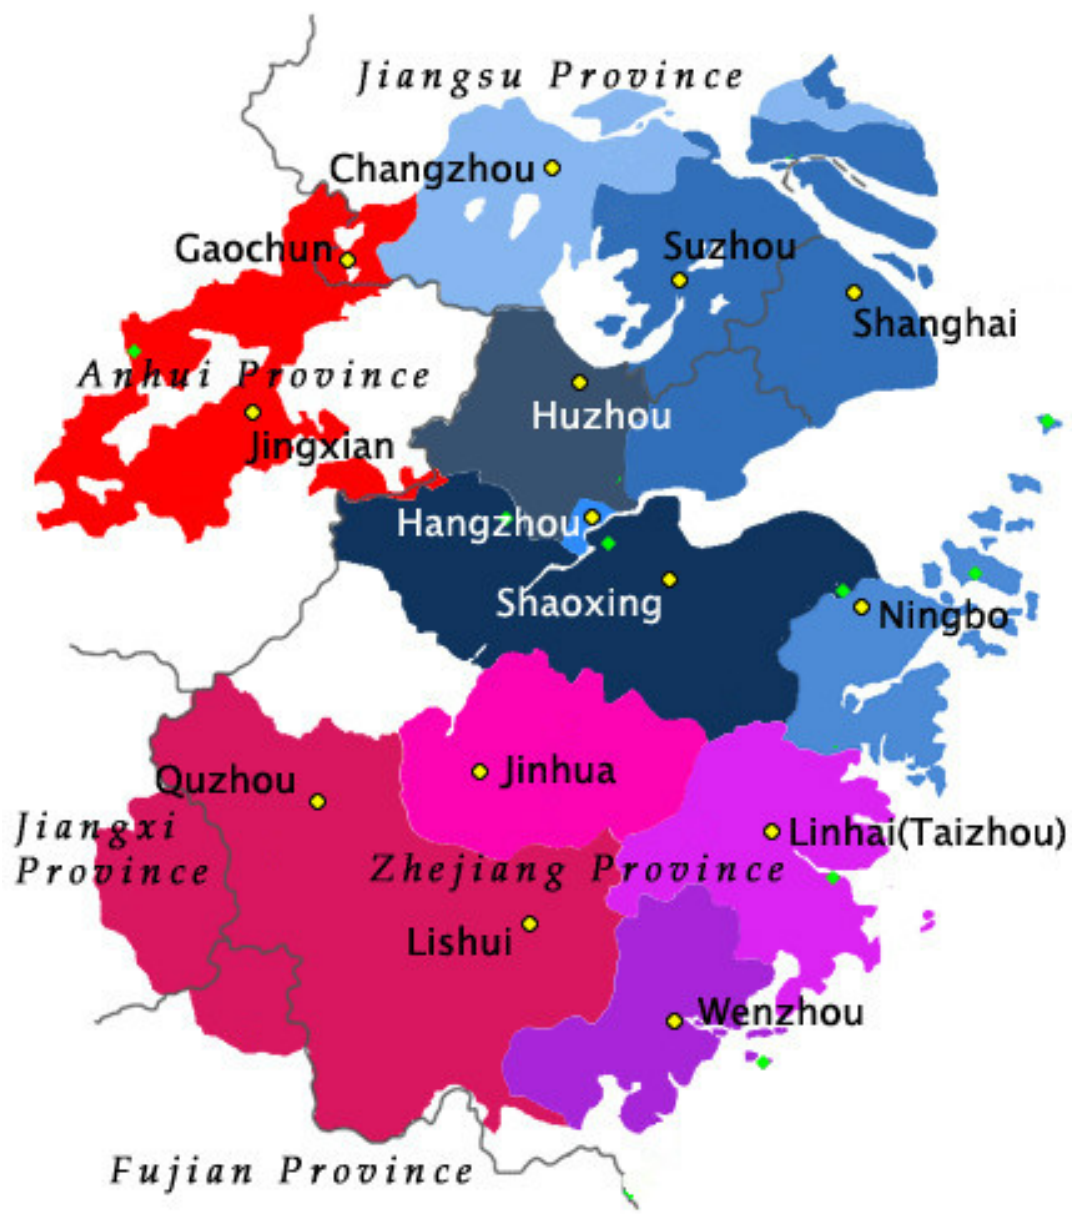 Jiangsu Province
Changzhou
Gaochun
Suzhou
Shanghai
Anhui Province
Huzhou
Jingxian
Hangzhou
Shaoxing
Ningbo
Jinhua
Quzhou
Jiangxi
Province
Linhai(Taizhou)
Zhejiang Province
Lishui
Wenzhou
Fujian Province